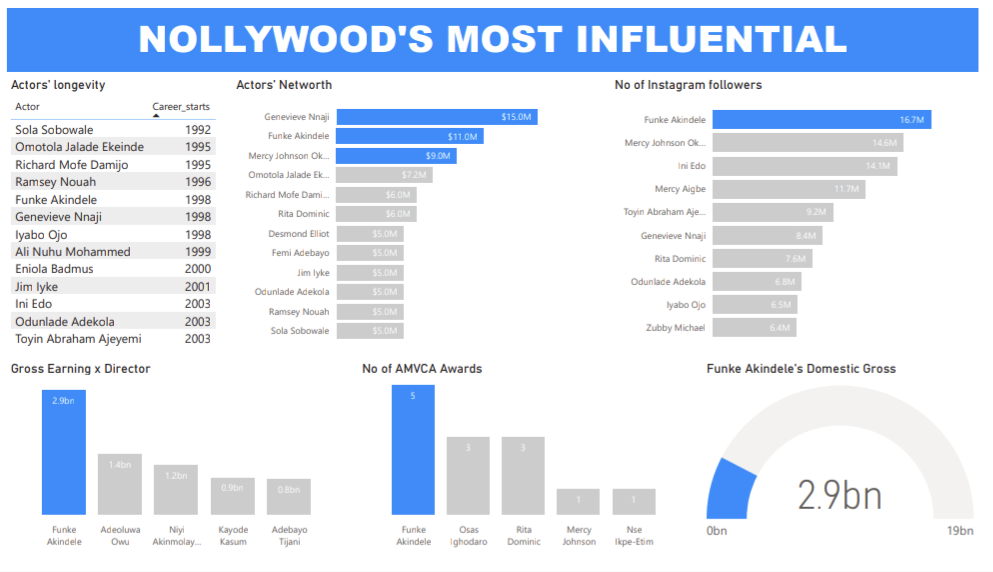 NOLLYWOOD'S MOST INFLUENTIAL
Actors' longevity
Actor Career_starts
Sola Sobowale 1992
Omotola Jalade Ekeinde 1995
Richard Mofe Damijo 1995
Ramsey Nouah 1996
Funke Akindele 1998
Genevieve Nnaji 1998
Iyabo Ojo 1998
Ali Nuhu Mohammed 1999
Eniola Badmus 2000
Jim Iyke 2001
Ini Edo 2003
Odunlade Adekola 2003
Toyin Abraham Ajeyemi 2003
Actors' Networth
Genevieve Nnaji $15.0M
Funke Akindele $11.0M
Mercy Johnson Ok... $9.0M
Omotola Jalade Ek... $7.2M
Richard Mofe Dami... $6.0M
Rita Dominic $6.0M
Desmond Elliot $5.0M
Femi Adebayo $5.0M
Jim Iyke $5.0M
Odunlade Adekola $5.0M
Ramsey Nouah $5.0M
Sola Sobowale $5.0M
No of Instagram followers
Funke Akindele 16.7M
Mercy Johnson Ok... 14.6M
Ini Edo 14.1M
Mercy Aigbe 11.7M
Toyin Abraham Aje... 9.2M
Genevieve Nnaji 8.4M
Rita Dominic 7.6M
Odunlade Adekola 6.8M
Iyabo Ojo 6.5M
Zubby Michael 6.4M
Gross Earning x Director
2.9bn
1.4bn
1.2bn
0.9bn
0.8bn
Funke Adeoluwa Niyi Kayode Adebayo
Akindele Owu Akinmolay... Kasum Tijani
No of AMVCA Awards
5
3 3
1 1
Funke Osas Rita Mercy Nse
Akindele Ighodaro Dominic Johnson Ikpe-Etim
Funke Akindele's Domestic Gross
2.9bn
0bn 19bn